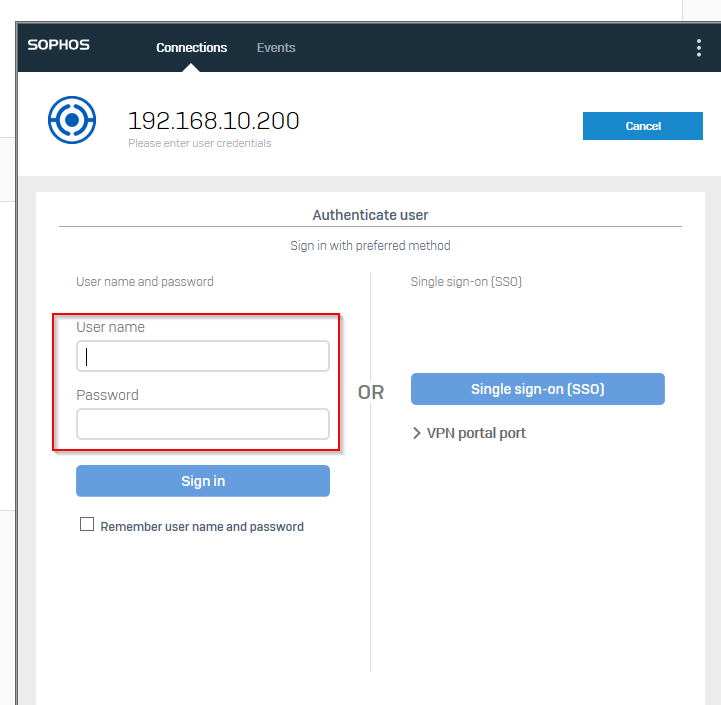 SOPHOS
Connections
Events
192.168.10.200
Please enter user credentials
Cancel
Authenticate user
Sign in with preferred method
User name and password
User name
Password
Sign in
Remember user name and password
OR
Single sign-on (SSO)
Single sign-on (SSO)
VPN portal port